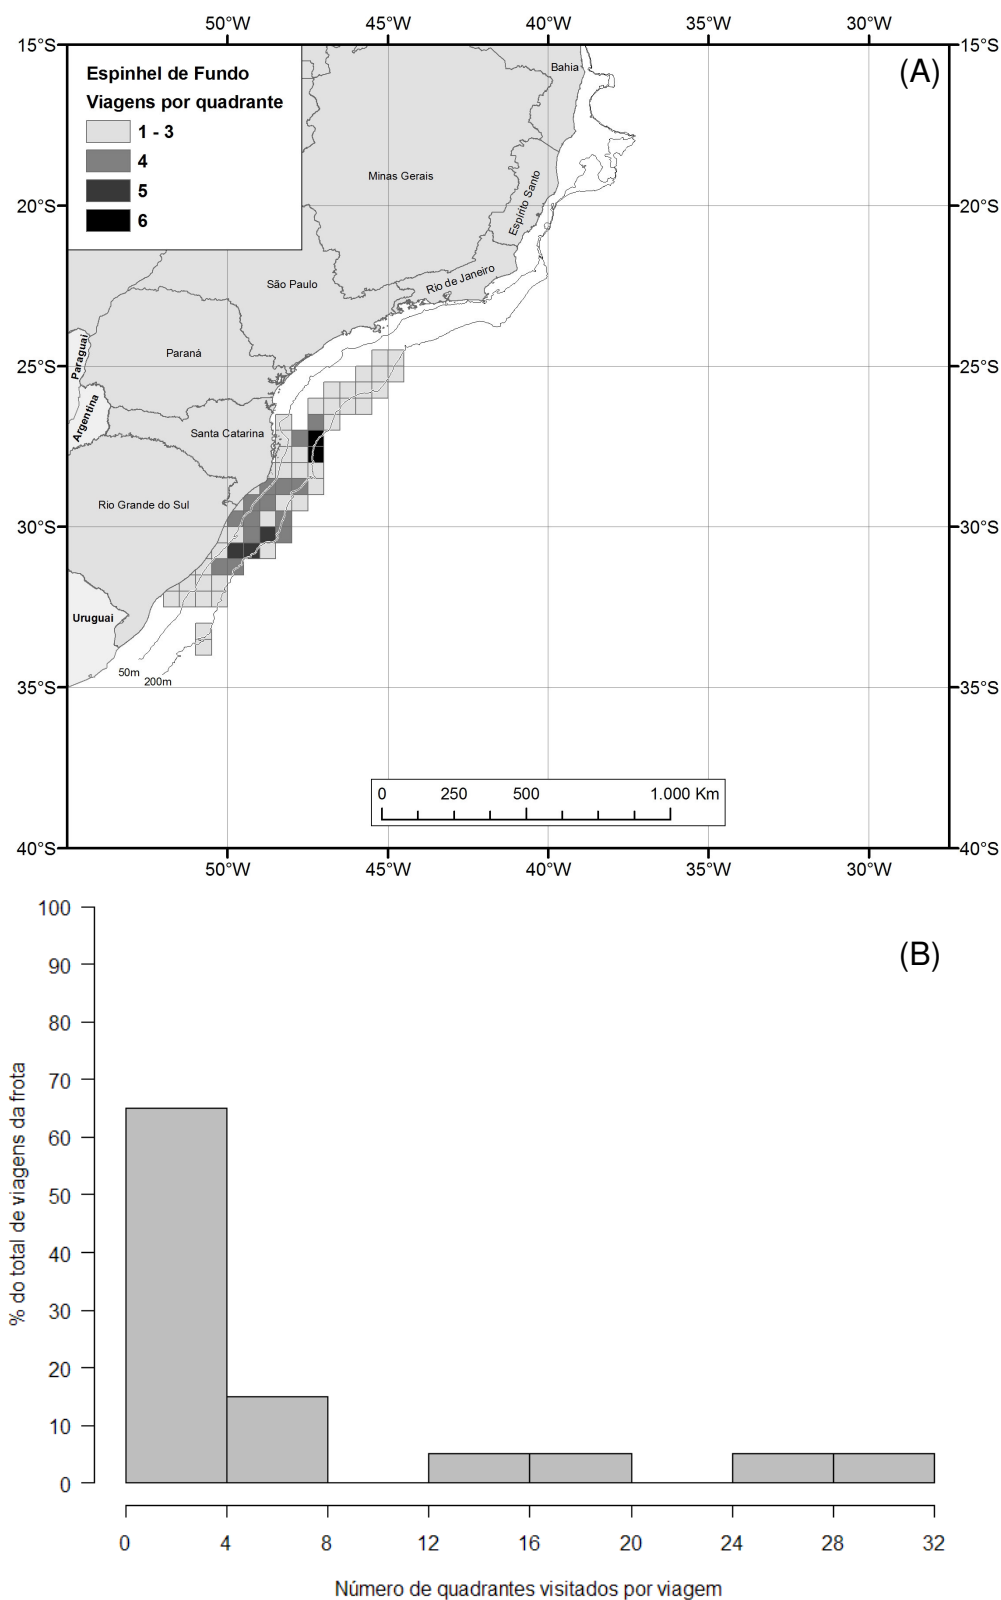 50°W 45°W 40°W 35°W 30°W
15°S 15°S
(A)
Espinhel de Fundo
Viagens por quadrante
1 - 3
4
5
6
Bahia
Minas Gerais
Espírito Santo
20°S 20°S
Rio de Janeiro
São Paulo
Paraguai
Paraná
25°S 25°S
Argentina
Santa Catarina
Rio Grande do Sul
30°S 30°S
Uruguai
50m
200m
35°S 35°S
0 250 500 1.000 Km
40°S 40°S
50°W 45°W 40°W 35°W 30°W
(B)
% do total de viagens da frota
100
90
80
70
60
50
40
30
20
10
0
0 4 8 12 16 20 24 28 32
Número de quadrantes visitados por viagem